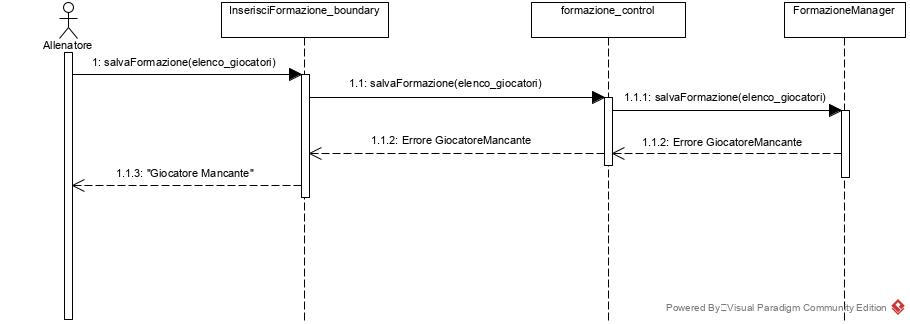 InserisciFormazione_boundary
formazione_control
FormazioneManager
Allenatore
1: salvaFormazione(elenco_giocatori)
1.1: salvaFormazione(elenco_giocatori)
1.1.1: salvaFormazione(elenco_giocatori)
1.1.2: Errore GiocatoreMancante
1.1.2: Errore GiocatoreMancante
1.1.3: "Giocatore Mancante"
Powered By Visual Paradigm Community Edition